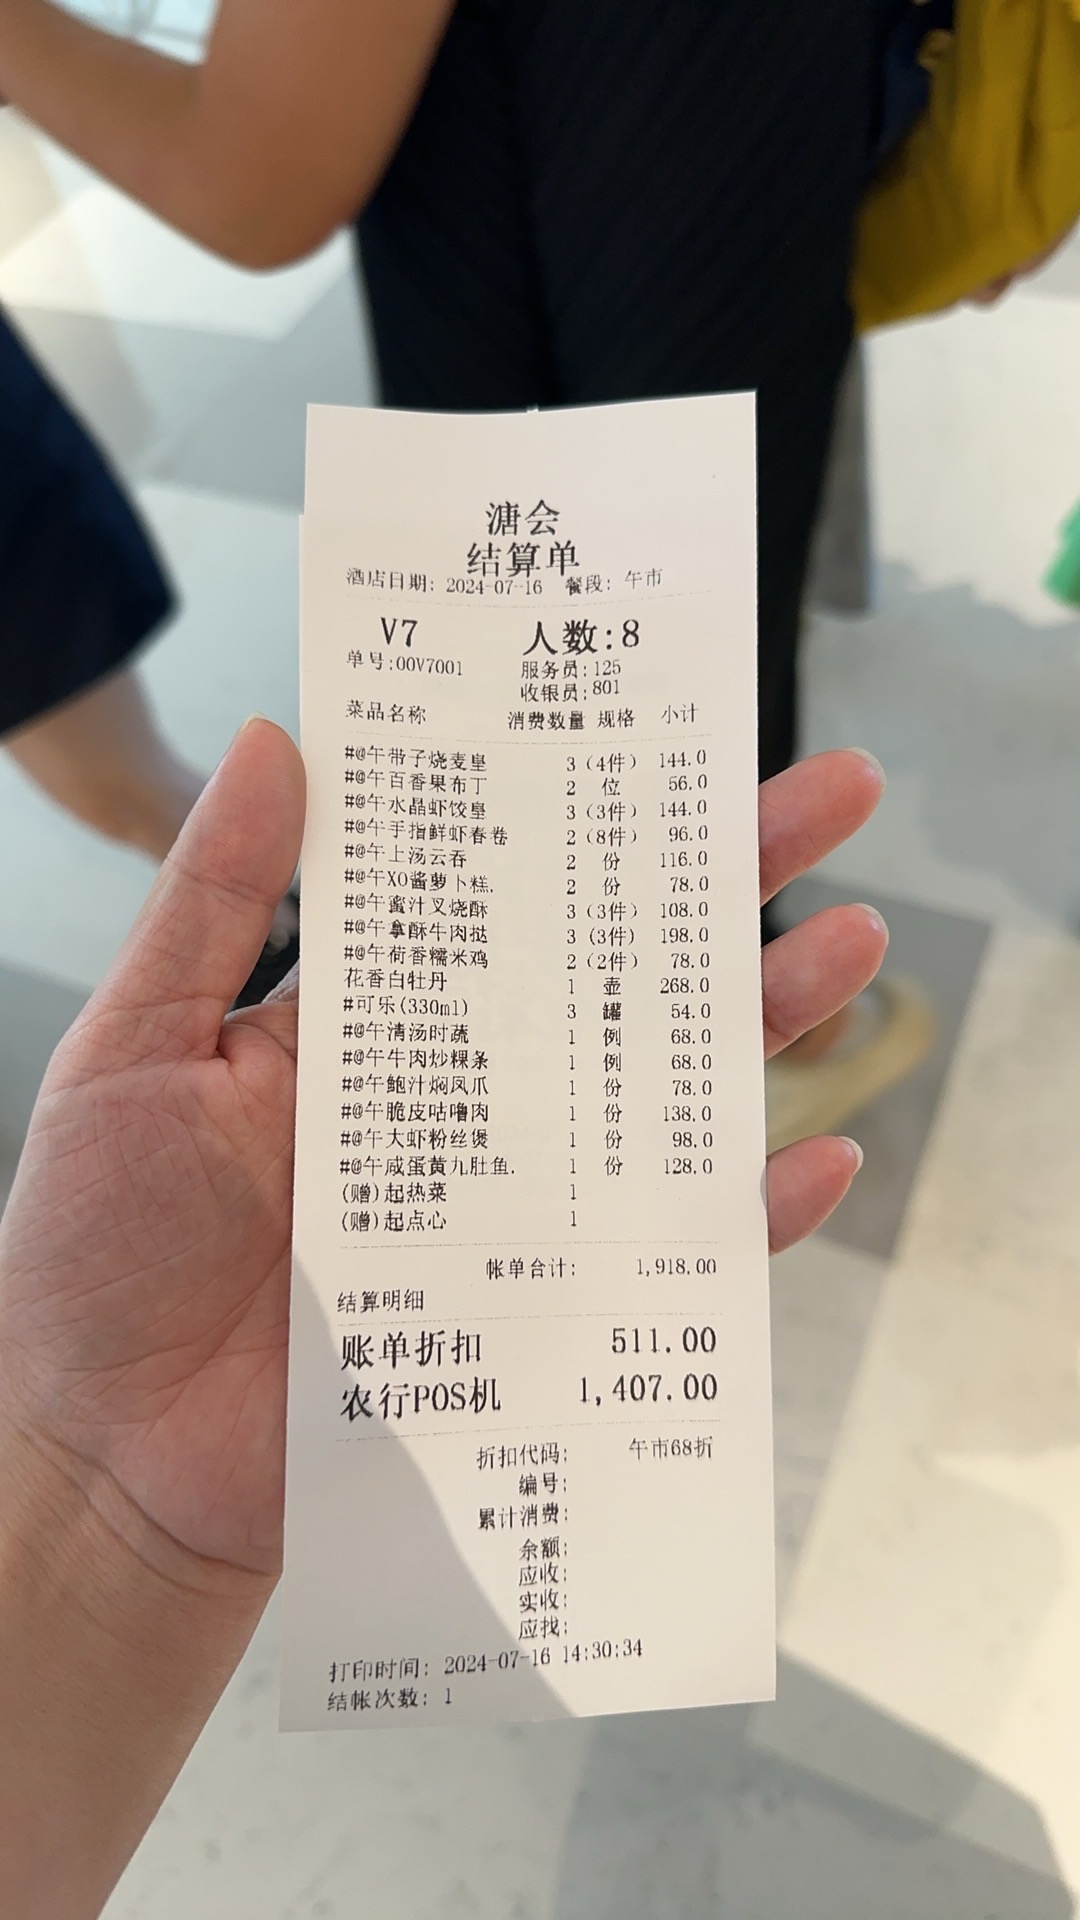 溏会
结算单
酒店日期: 2024-07-16 餐段: 午市
V7 人数:8
单号:00V7001 服务员:125
收银员:801
菜品名称 消费数量 规格 小计
#@午带子烧麦皇 3 (4件) 144.0
#@午百香果布丁 2 位 56.0
#@午水晶虾饺皇 3 (3件) 144.0
#@午手指鲜虾春卷 2 (8件) 96.0
#@午上汤云吞 2 份 116.0
#@午XO酱萝卜糕. 2 份 78.0
#@午蜜汁叉烧酥 3 (3件) 108.0
#@午拿酥牛肉挞 3 (3件) 198.0
#@午荷香糯米鸡 2 (2件) 78.0
花香白牡丹 1 壶 268.0
#可乐(330ml) 3 罐 54.0
#@午清汤时蔬 1 例 68.0
#@午牛肉炒粿条 1 例 68.0
#@午鲍汁焖凤爪 1 份 78.0
#@午脆皮咕噜肉 1 份 138.0
#@午大虾粉丝煲 1 份 98.0
#@午咸蛋黄九肚鱼. 1 份 128.0
(赠)起热菜 1
(赠)起点心 1
帐单合计: 1,918.00
结算明细
账单折扣 511.00
农行POS机 1,407.00
折扣代码: 午市68折
编号:
累计消费:
余额:
应收:
实收:
应找:
打印时间: 2024-07-16 14:30:34
结帐次数: 1